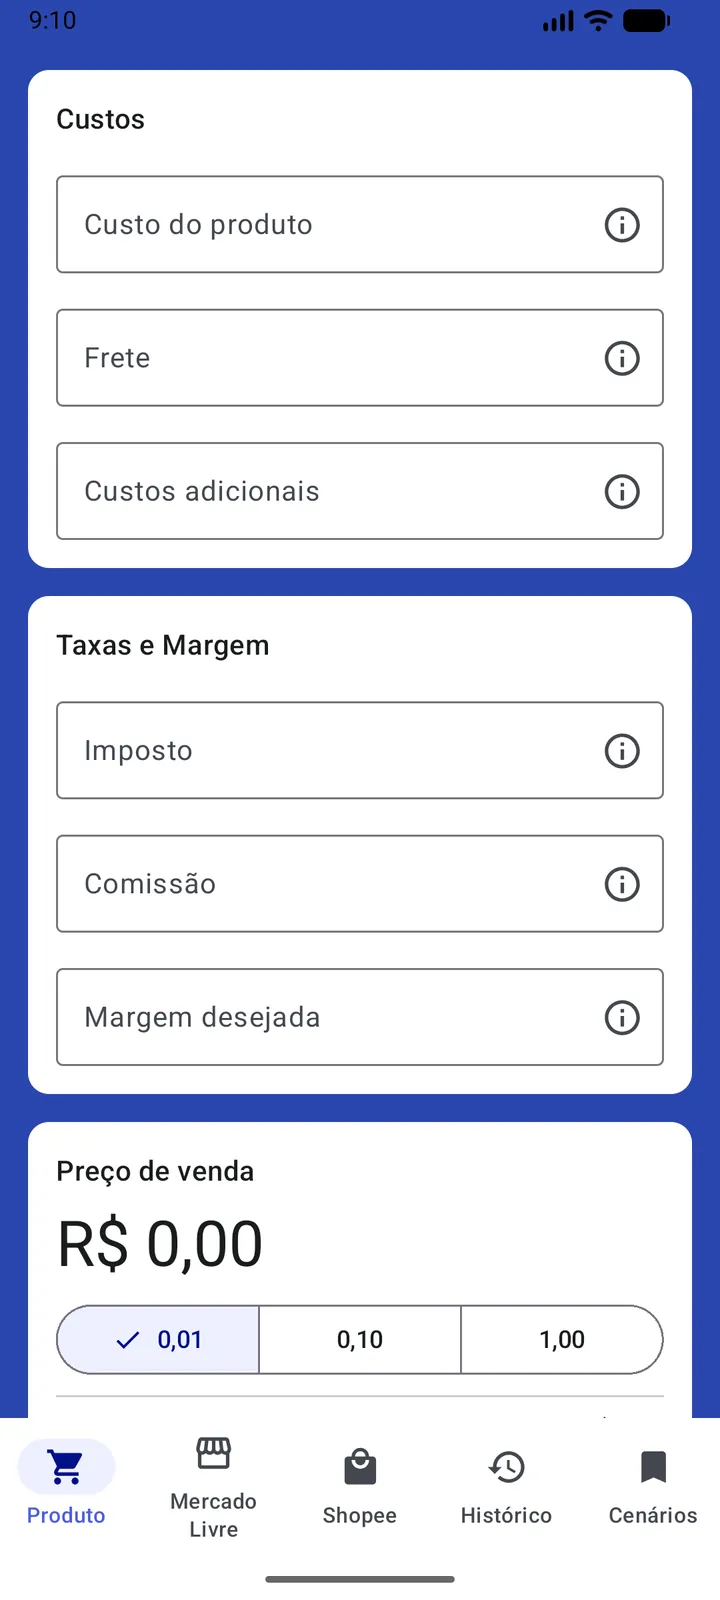 9:10
Custos
Custo do produto
Frete
Custos adicionais
Taxas e Margem
Imposto
Comissão
Margem desejada
Preço de venda
R$ 0,00
0,01
0,10
1,00
Produto
Mercado
Livre
Shopee
Histórico
Cenários